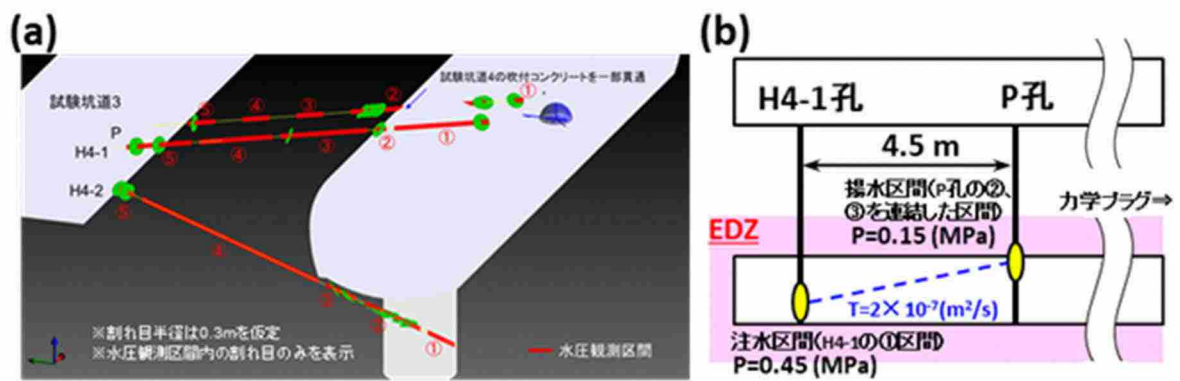 (a)
試験坑道3
試験坑道4の吹付コンクリートを一部貫通
P
H4-1
H4-2
⑤
④
③
②
①
⑤
④
③
②
①
⑤
④
②
①
※割れ目半径は0.3mを仮定
※水圧観測区間内の割れ目のみを表示
水圧観測区間
(b)
H4-1孔
P孔
4.5 m
揚水区間(P孔の②、
③を連結した区間)
P=0.15 (MPa)
力学プラグ⇒
EDZ
T=2× 10⁻⁷(m²/s)
注水区間(H4-1の①区間)
P=0.45 (MPa)